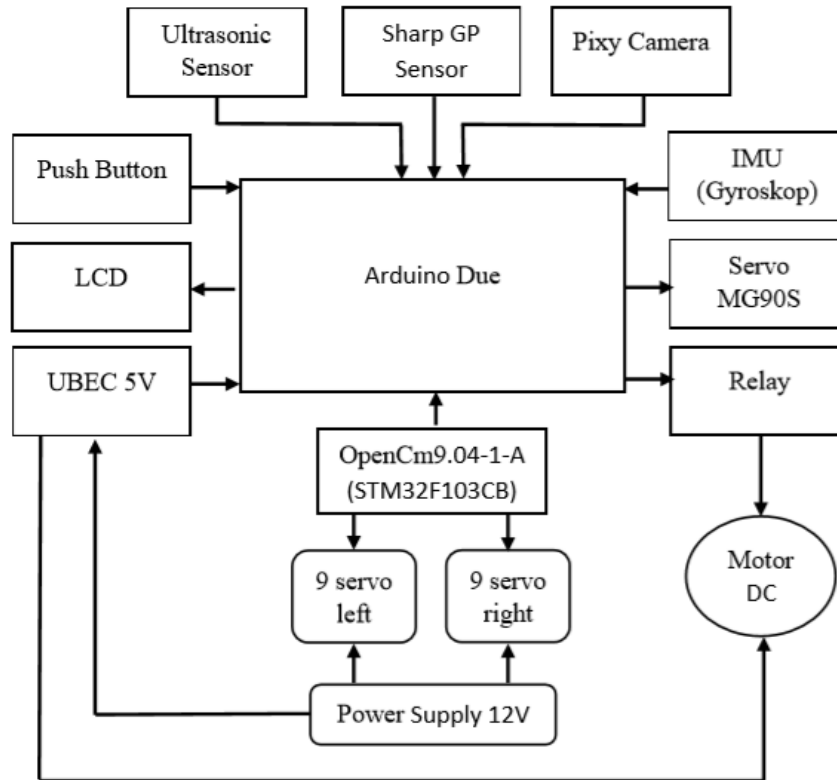 Ultrasonic
Sensor
Sharp GP
Sensor
Pixy Camera
Push Button
IMU
(Gyroskop)
LCD
Arduino Due
Servo
MG90S
UBEC 5V
Relay
OpenCm9.04-1-A
(STM32F103CB)
9 servo
left
9 servo
right
Motor
DC
Power Supply 12V